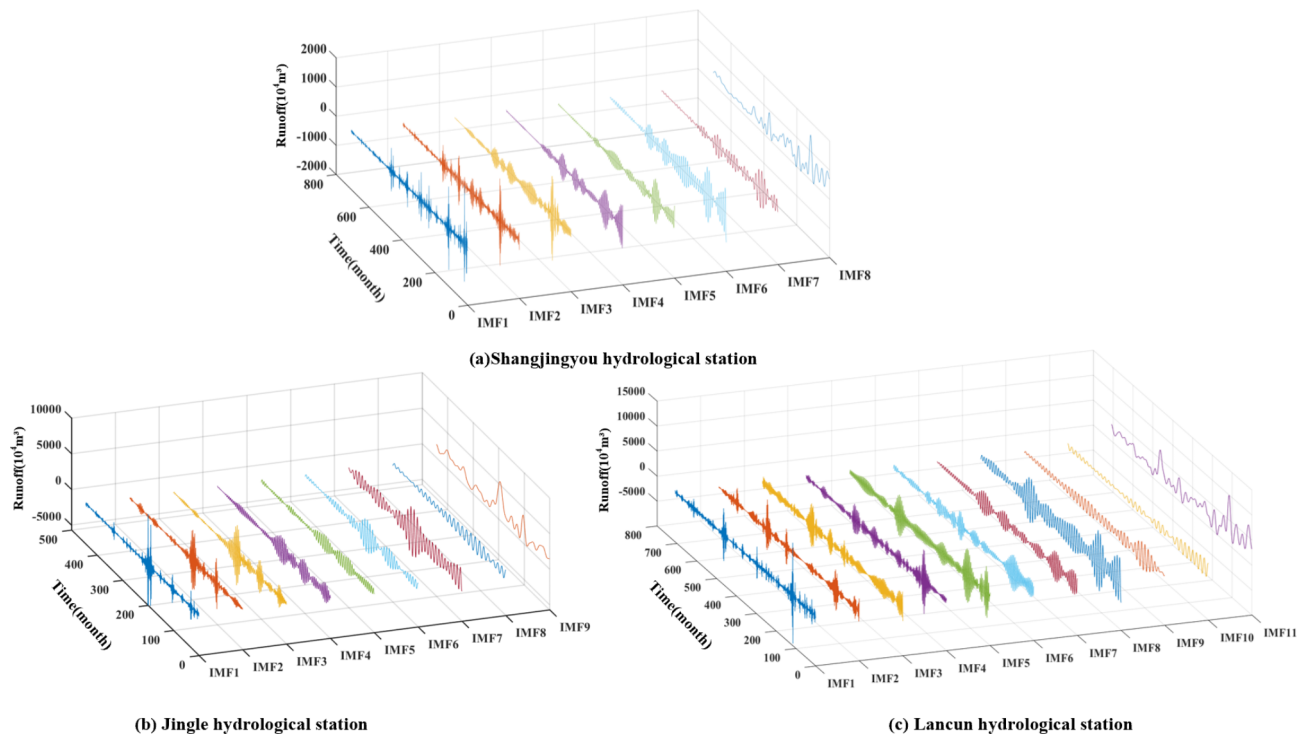 2000
1000
0
-1000
-2000
Runoff(10⁴m³)
800
600
400
200
0
Time(month)
IMF1
IMF2
IMF3
IMF4
IMF5
IMF6
IMF7
IMF8
(a)Shangjingyou hydrological station
10000
5000
0
-5000
Runoff(10⁴m³)
500
400
300
200
100
0
Time(month)
IMF1
IMF2
IMF3
IMF4
IMF5
IMF6
IMF7
IMF8
IMF9
(b) Jingle hydrological station
15000
10000
5000
0
-5000
Runoff(10⁴m³)
800
700
600
500
400
300
200
100
0
Time(month)
IMF1
IMF2
IMF3
IMF4
IMF5
IMF6
IMF7
IMF8
IMF9
IMF10
IMF11
(c) Lancun hydrological station